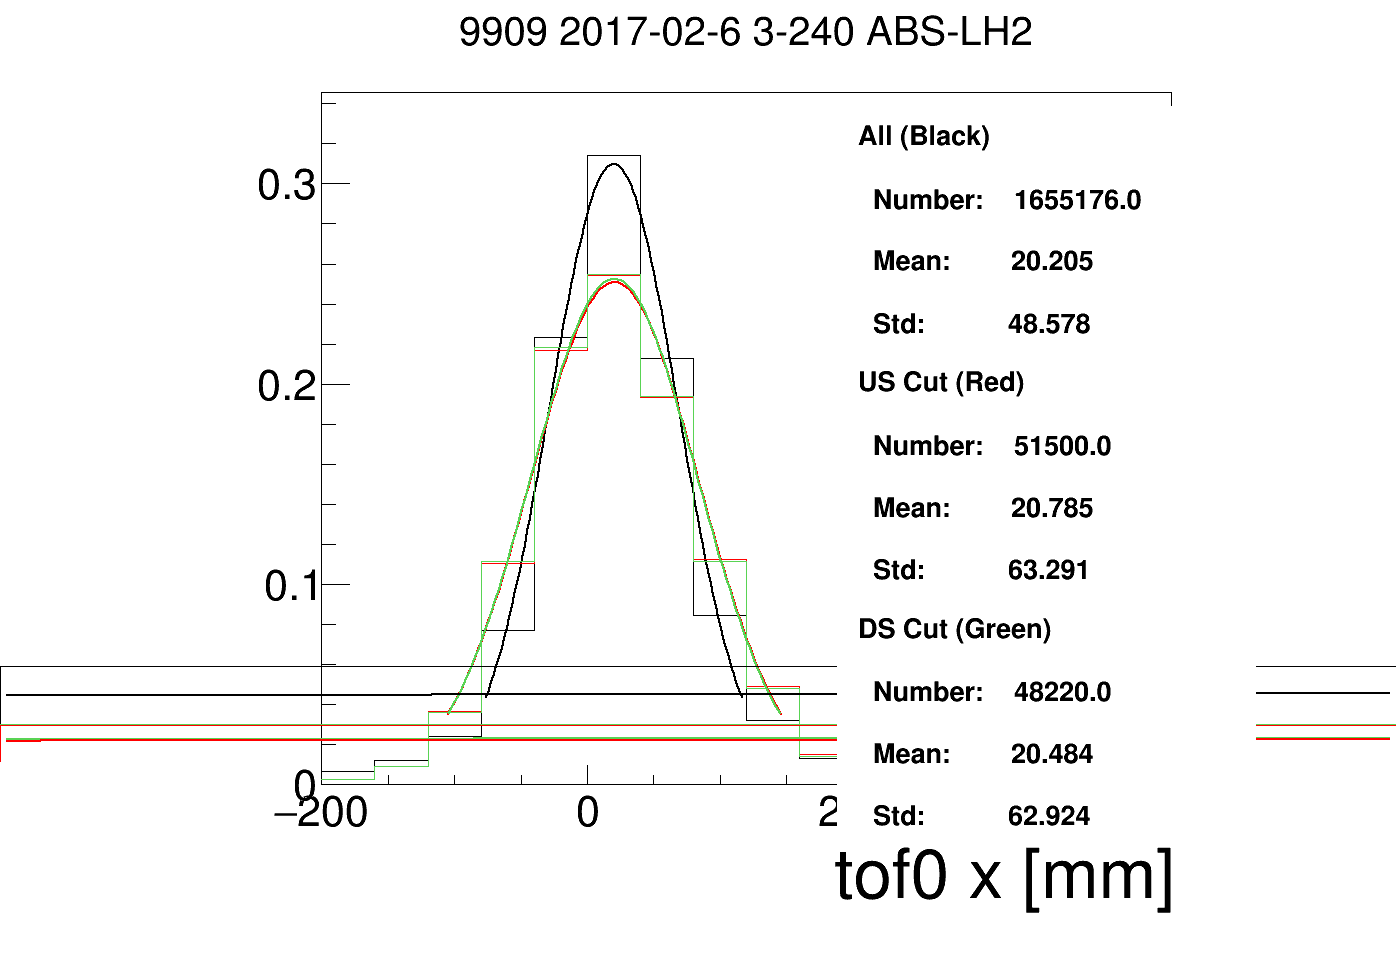 9909 2017-02-6 3-240 ABS-LH2
All (Black)
0.3
Number: 1655176.0
Mean: 20.205
Std: 48.578
0.2
US Cut (Red)
Number: 51500.0
Mean: 20.785
Std: 63.291
0.1
DS Cut (Green)
Number: 48220.0
Mean: 20.484
0
Std: 62.924
−200 0 2
tof0 x [mm]